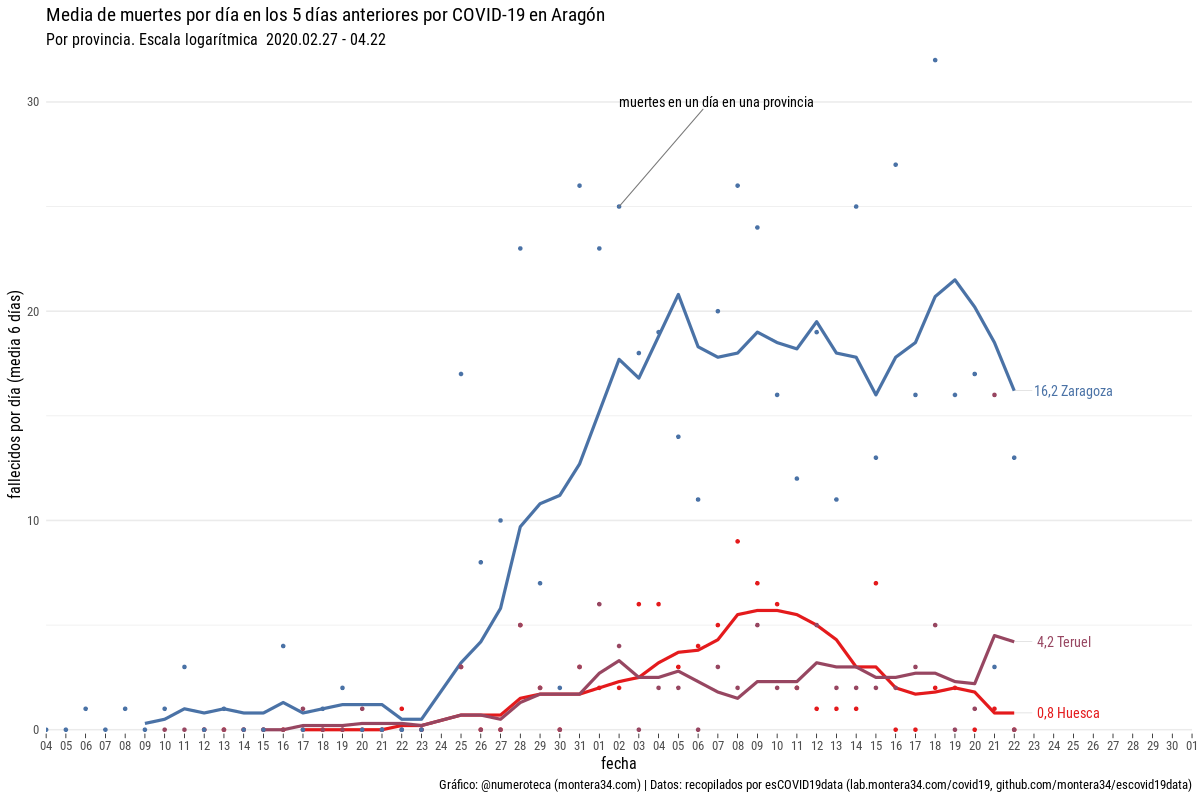 Media de muertes por día en los 5 días anteriores por COVID-19 en Aragón
Por provincia. Escala logarítmica  2020.02.27 - 04.22
muertes en un día en una provincia
30
20
10
0
fallecidos por día (media 6 días)
16,2 Zaragoza
4,2 Teruel
0,8 Huesca
04 05 06 07 08 09 10 11 12 13 14 15 16 17 18 19 20 21 22 23 24 25 26 27 28 29 30 31 01 02 03 04 05 06 07 08 09 10 11 12 13 14 15 16 17 18 19 20 21 22 23 24 25 26 27 28 29 30 01
fecha
Gráfico: @numeroteca (montera34.com) | Datos: recopilados por esCOVID19data (lab.montera34.com/covid19, github.com/montera34/escovid19data)